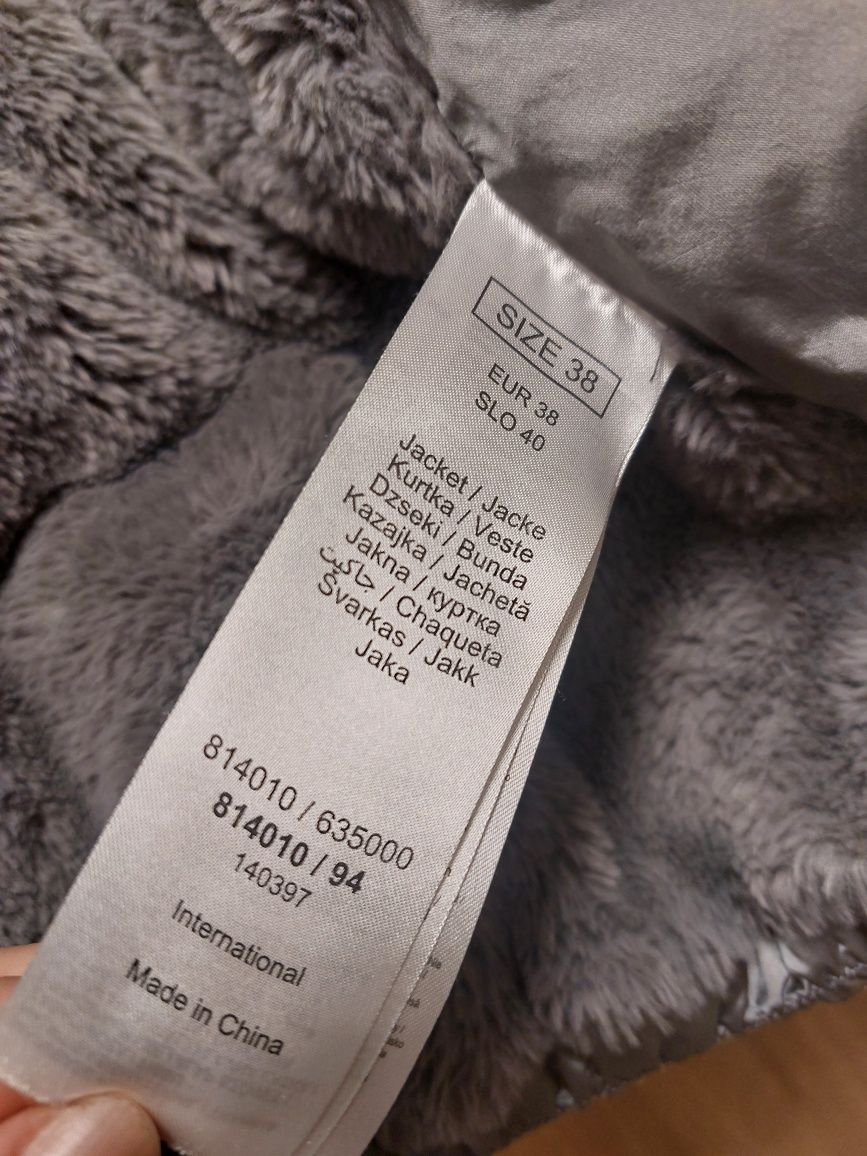 SIZE 38
EUR 38
SLO 40
Jacket / Jacke
Kurtka / Veste
Dzseki / Bunda
Kazajka / Jachetă
Jakna / куртка
جاكيت / Chaqueta
Švarkas / Jakk
Jaka
814010 / 635000
814010 / 94
140397
International
Made in China